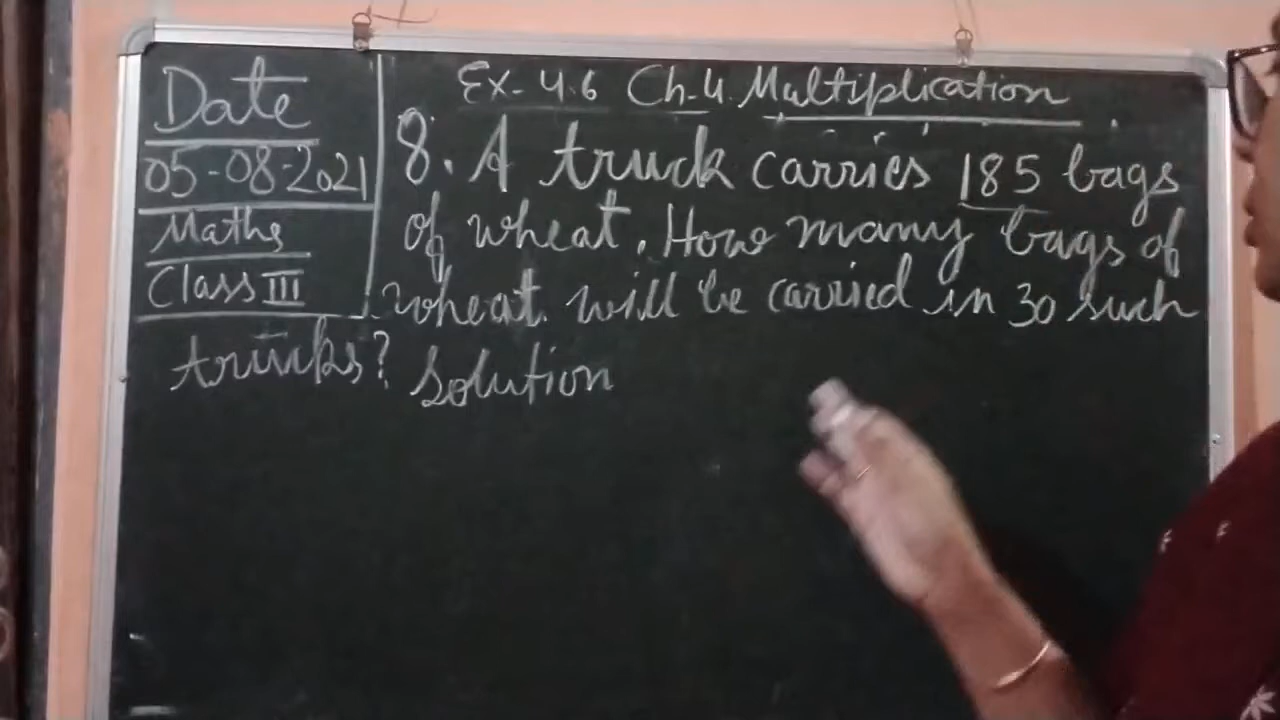 Date
05-08-2021
Maths
Class III
Ex- 4.6 Ch-4. Multiplication
8. A truck carries 185 bags
of wheat. How many bags of
wheat will be carried in 30 such
trucks? Solution